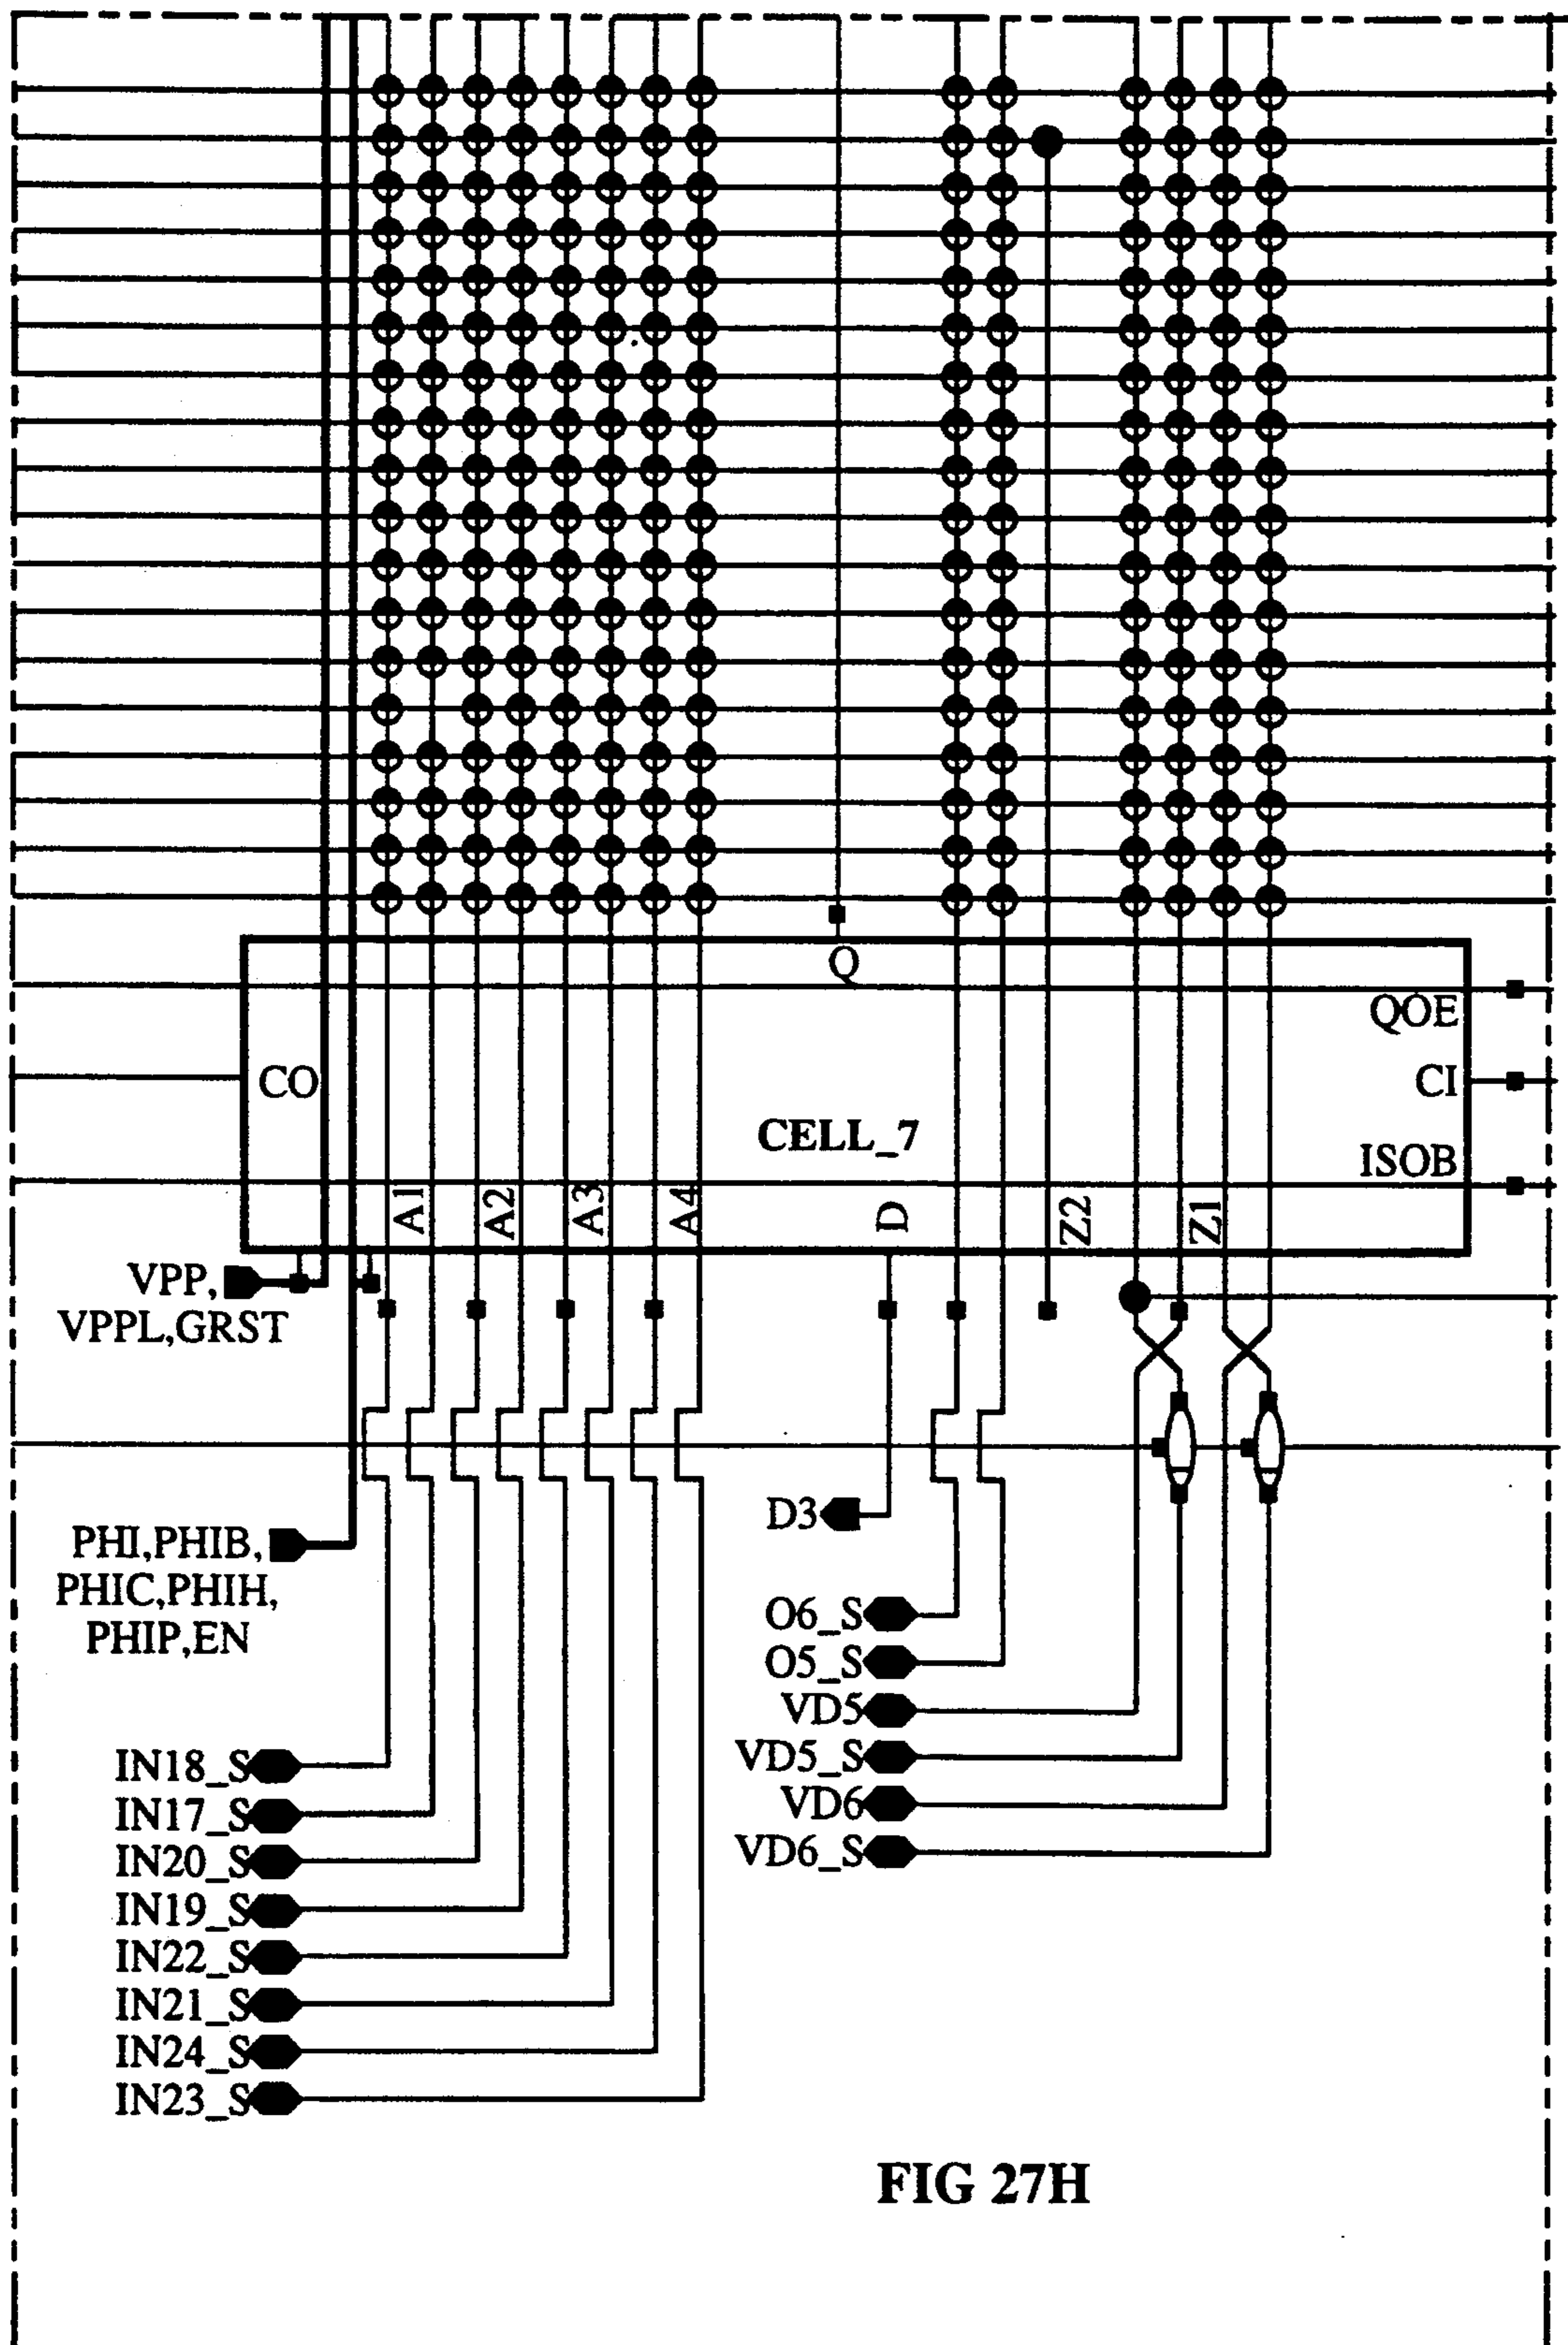 Q
QOE
CO
CI
CELL_7
ISOB
A1
A2
A3
A4
D
Z2
Z1
VPP,
VPPL,GRST
D3
PHI,PHIB,
PHIC,PHIH,
PHIP,EN
O6_S
O5_S
VD5
VD5_S
VD6
VD6_S
IN18_S
IN17_S
IN20_S
IN19_S
IN22_S
IN21_S
IN24_S
IN23_S
FIG 27H